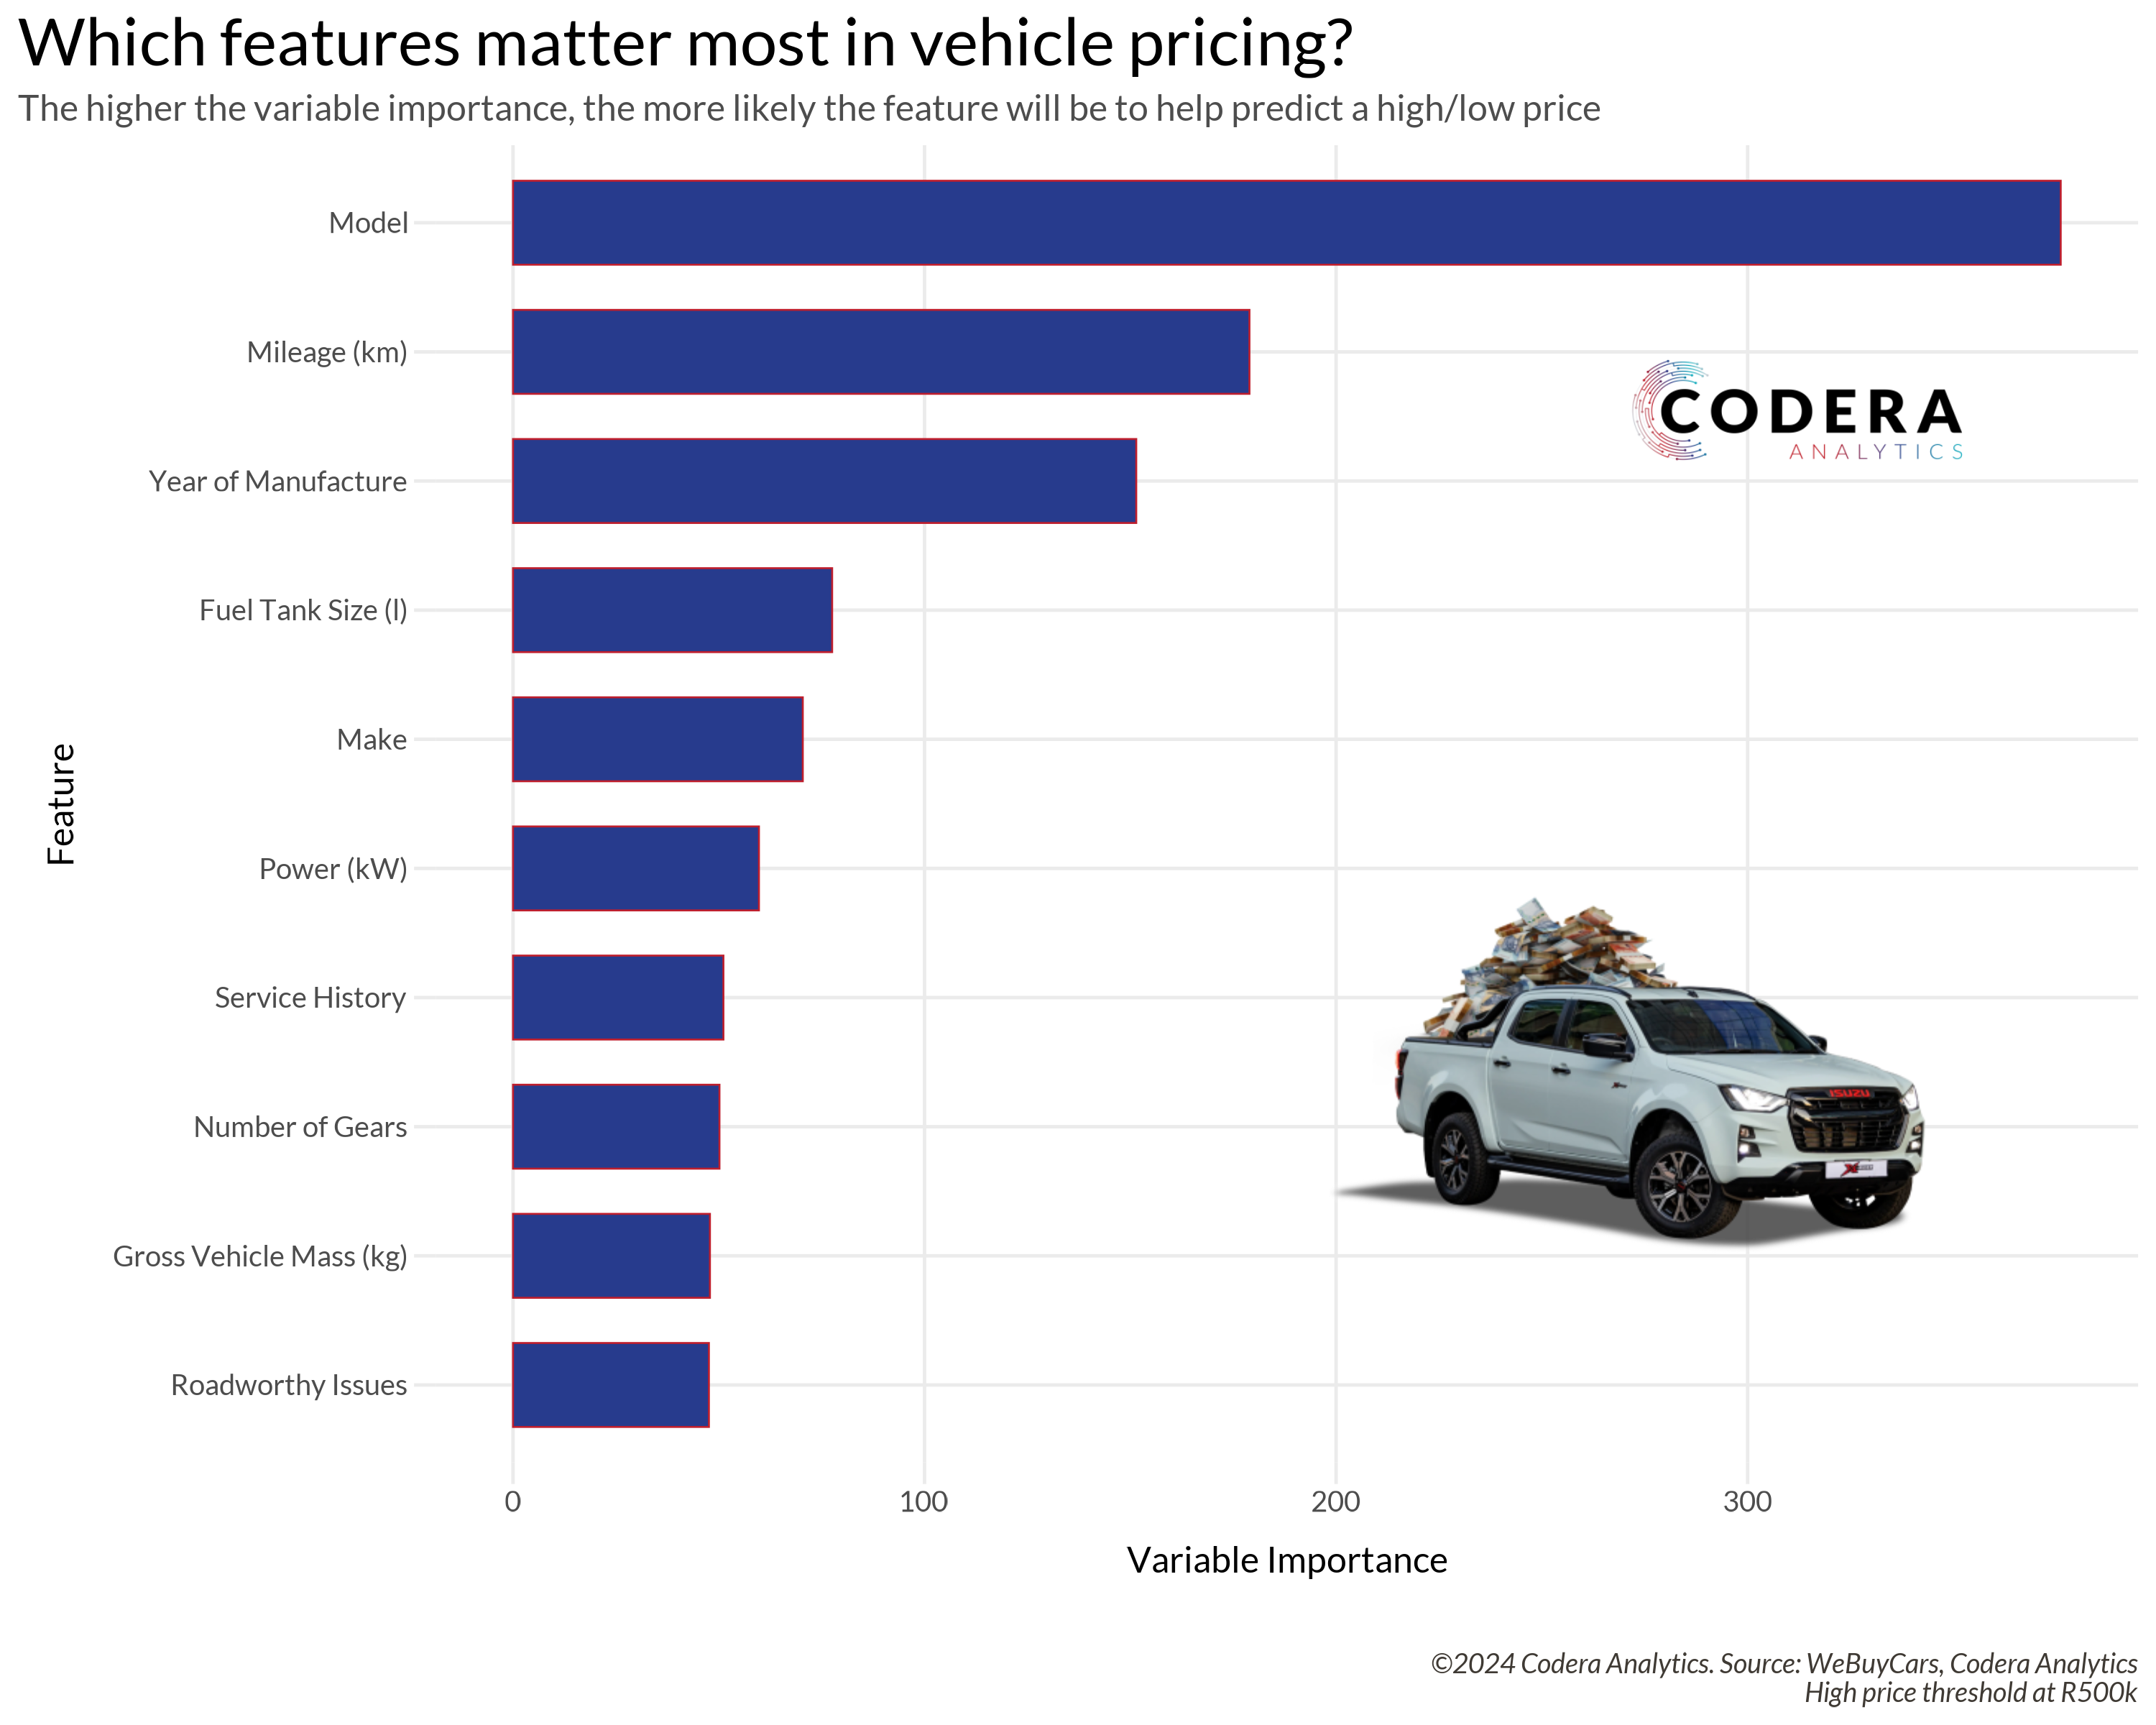 Which features matter most in vehicle pricing?
The higher the variable importance, the more likely the feature will be to help predict a high/low price
Model
Mileage (km)
CODERA
ANALYTICS
Year of Manufacture
Fuel Tank Size (l)
Make
Feature
Power (kW)
Service History
ISUZU
Number of Gears
Gross Vehicle Mass (kg)
Roadworthy Issues
0 100 200 300
Variable Importance
©2024 Codera Analytics. Source: WeBuyCars, Codera Analytics
High price threshold at R500k